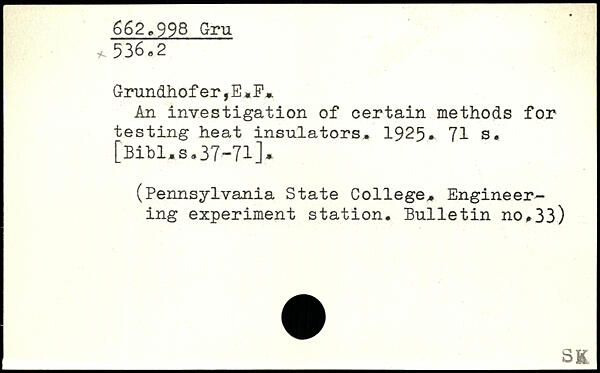 662.998 Gru
× 536.2
Grundhofer,E.F.
An investigation of certain methods for
testing heat insulators. 1925. 71 s.
[Bibl.s.37-71].
(Pennsylvania State College. Engineer-
ing experiment station. Bulletin no.33)
SK